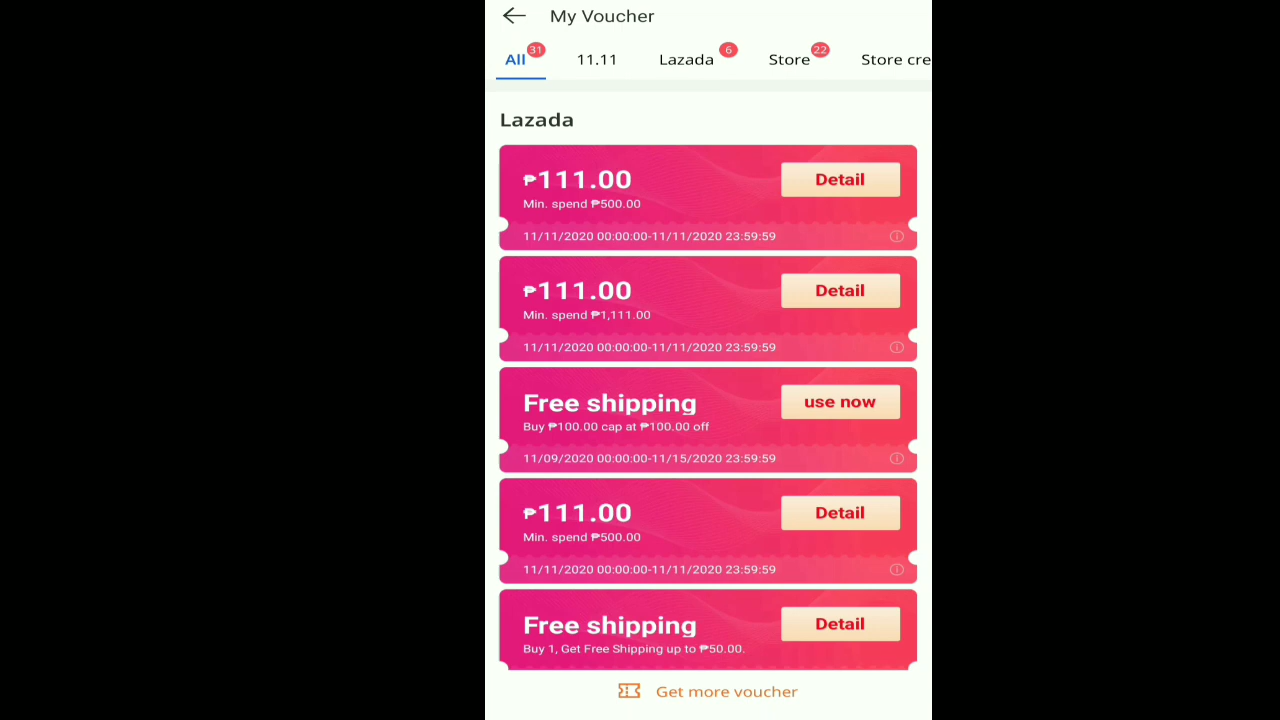 My Voucher
All 31 11.11 Lazada 6 Store 22 Store cre
Lazada
₱111.00 Detail
Min. spend ₱500.00
11/11/2020 00:00:00-11/11/2020 23:59:59
₱111.00 Detail
Min. spend ₱1,111.00
11/11/2020 00:00:00-11/11/2020 23:59:59
Free shipping use now
Buy ₱100.00 cap at ₱100.00 off
11/09/2020 00:00:00-11/15/2020 23:59:59
₱111.00 Detail
Min. spend ₱500.00
11/11/2020 00:00:00-11/11/2020 23:59:59
Free shipping Detail
Buy 1, Get Free Shipping up to ₱50.00.
Get more voucher